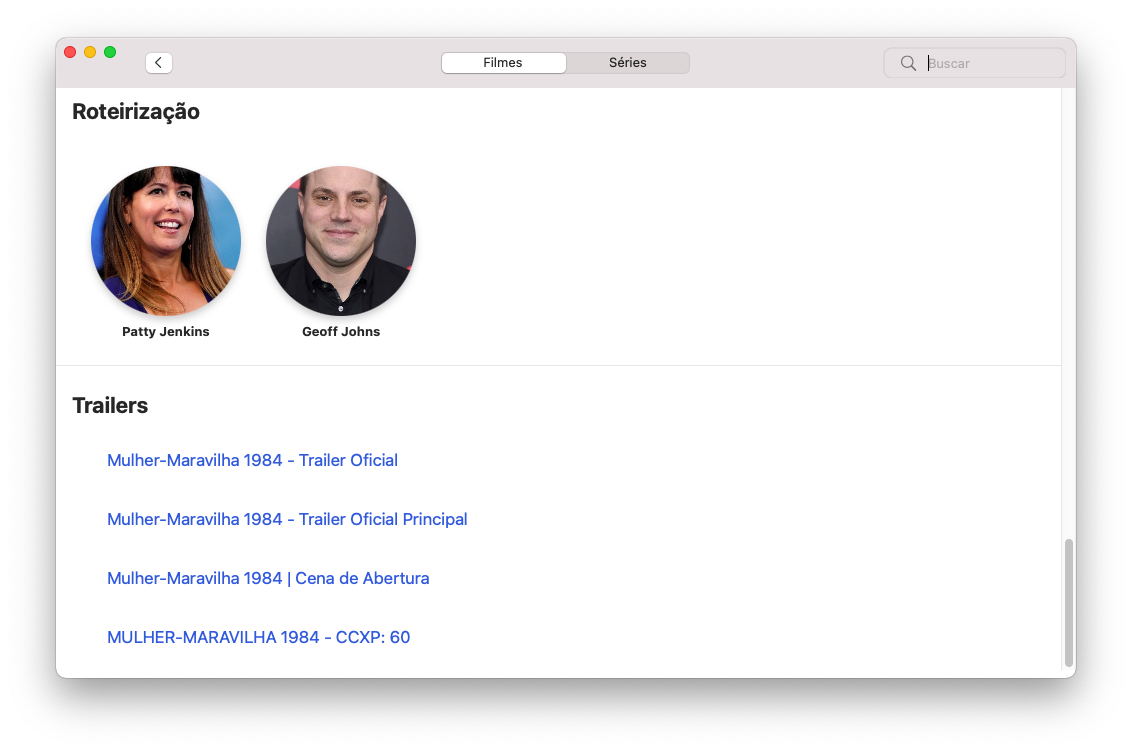 Filmes Séries Buscar
Roteirização
Patty Jenkins Geoff Johns
Trailers
Mulher-Maravilha 1984 - Trailer Oficial
Mulher-Maravilha 1984 - Trailer Oficial Principal
Mulher-Maravilha 1984 | Cena de Abertura
MULHER-MARAVILHA 1984 - CCXP: 60